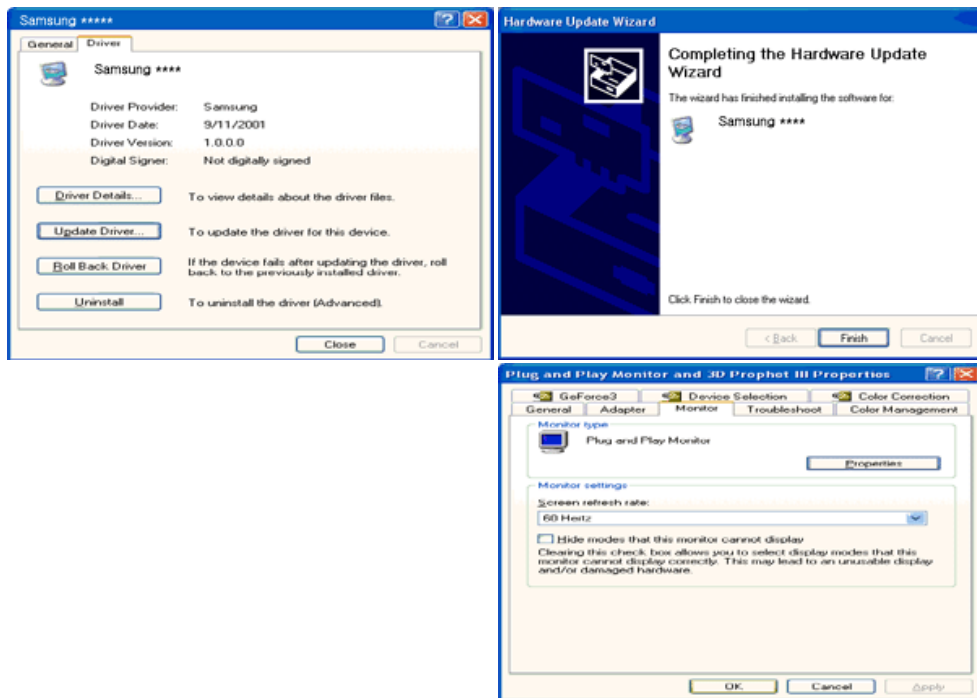 Samsung *****
General Driver
Samsung ****
Driver Provider: Samsung
Driver Date: 9/11/2001
Driver Version: 1.0.0.0
Digital Signer: Not digitally signed
Driver Details... To view details about the driver files.
Update Driver... To update the driver for this device.
Roll Back Driver If the device fails after updating the driver, roll
back to the previously installed driver.
Uninstall To uninstall the driver (Advanced).
Close Cancel
Hardware Update Wizard
Completing the Hardware Update
Wizard
The wizard has finished installing the software for:
Samsung ****
Click Finish to close the wizard.
< Back Finish Cancel
Plug and Play Monitor and 3D Prophet III Properties
GeForce3 Device Selection Color Correction
General Adapter Monitor Troubleshoot Color Management
Monitor type
Plug and Play Monitor
Properties
Monitor settings
Screen refresh rate:
60 Hertz
Hide modes that this monitor cannot display
Clearing this check box allows you to select display modes that this
monitor cannot display correctly. This may lead to an unusable display
and/or damaged hardware.
OK Cancel Apply